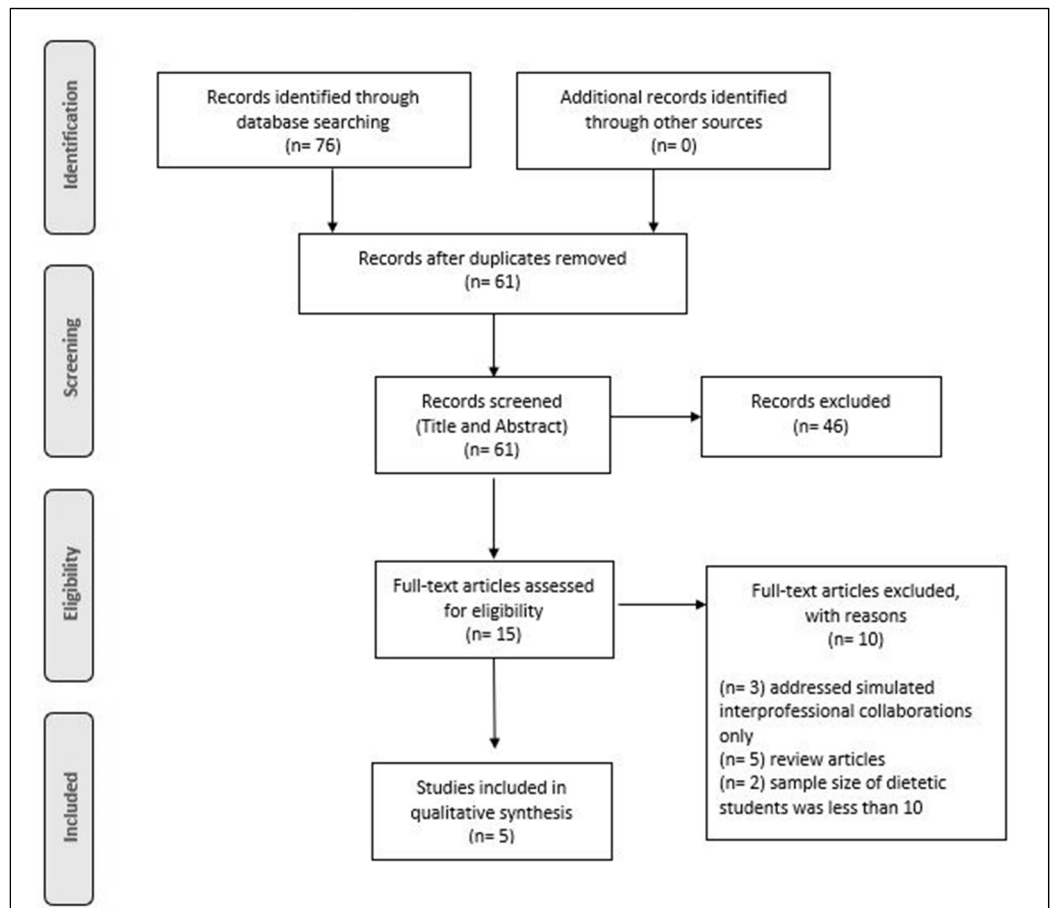 Identification
Records identified through
database searching
(n= 76)
Additional records identified
through other sources
(n= 0)
Records after duplicates removed
(n= 61)
Screening
Records screened
(Title and Abstract)
(n= 61)
Records excluded
(n= 46)
Eligibility
Full-text articles assessed
for eligibility
(n= 15)
Full-text articles excluded,
with reasons
(n= 10)
(n= 3) addressed simulated
interprofessional collaborations
only
(n= 5) review articles
(n= 2) sample size of dietetic
students was less than 10
Included
Studies included in
qualitative synthesis
(n= 5)